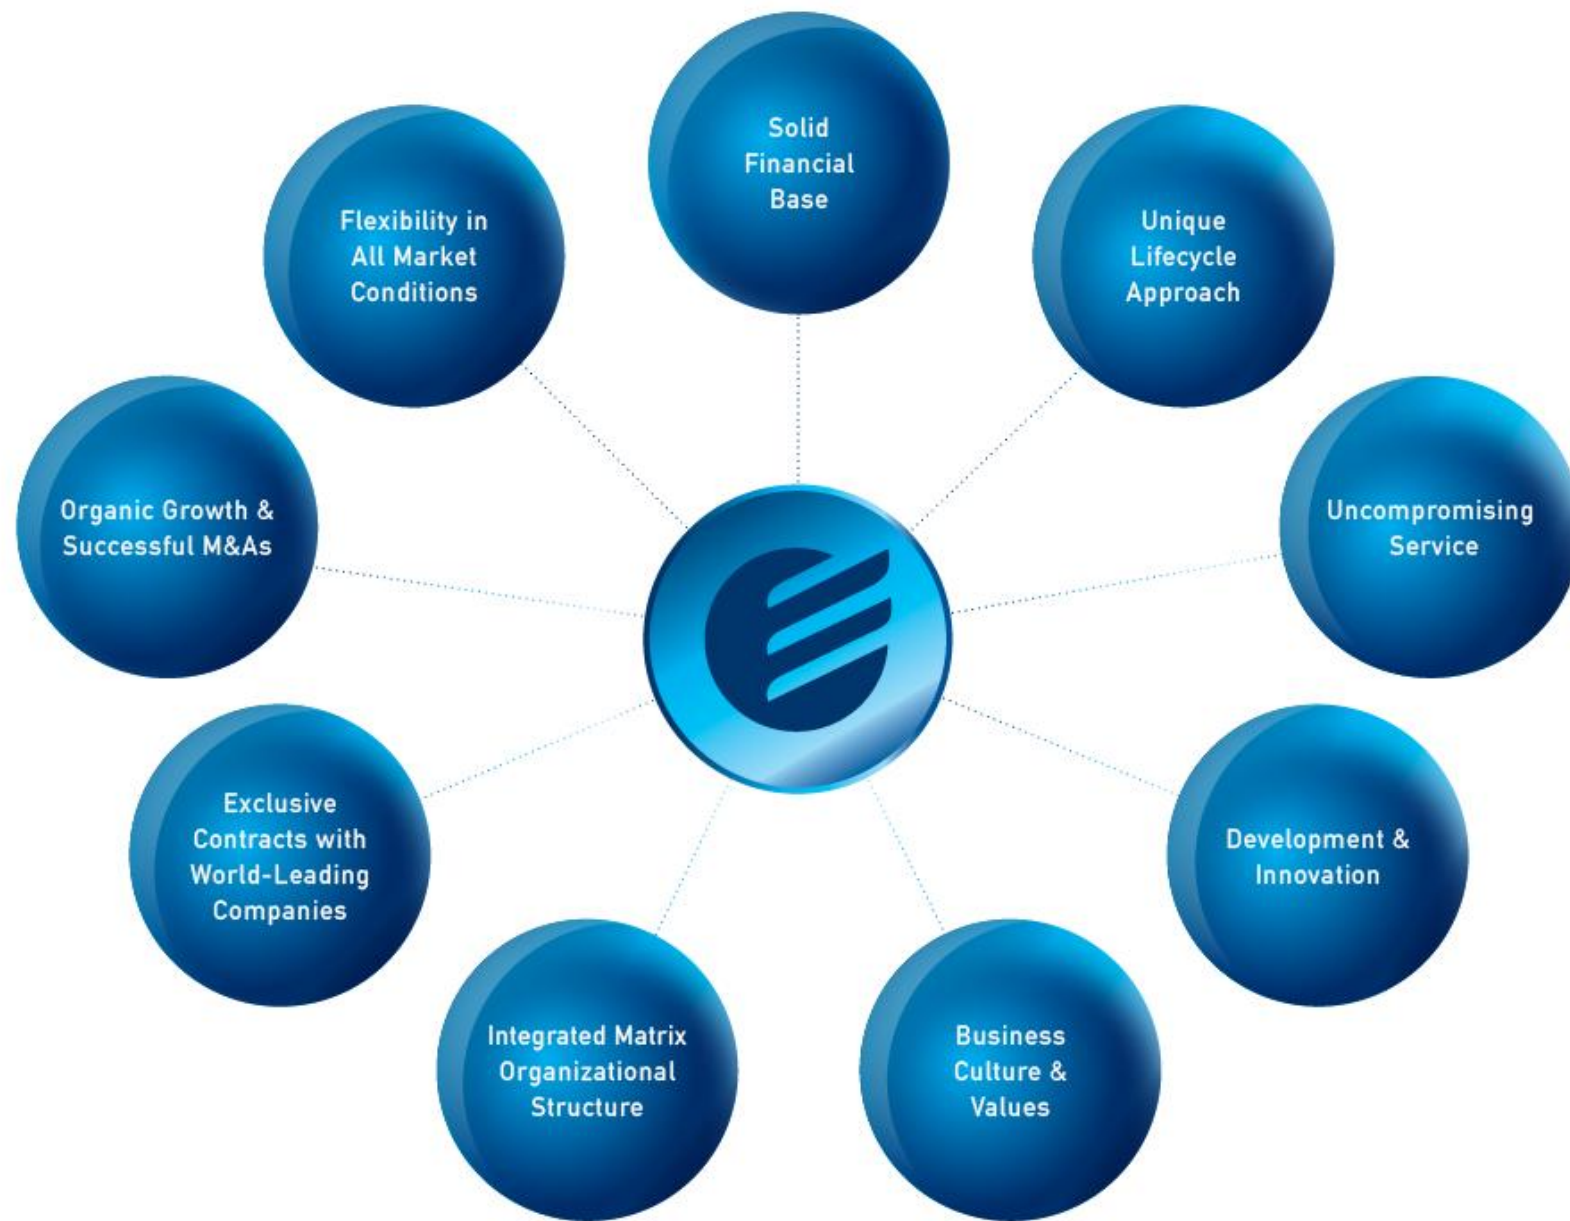 Solid
Financial
Base
Unique
Lifecycle
Approach
Uncompromising
Service
Development &
Innovation
Business
Culture &
Values
Integrated Matrix
Organizational
Structure
Exclusive
Contracts with
World-Leading
Companies
Organic Growth &
Successful M&As
Flexibility in
All Market
Conditions